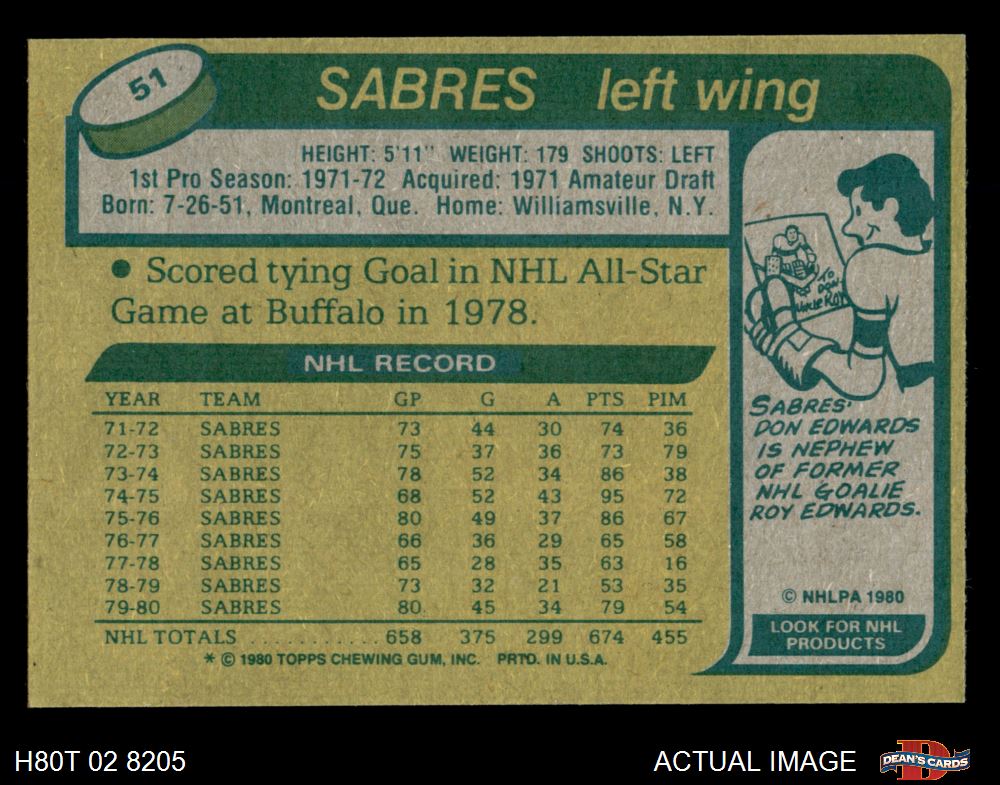 51
SABRES left wing
HEIGHT: 5'11" WEIGHT: 179 SHOOTS: LEFT
1st Pro Season: 1971-72 Acquired: 1971 Amateur Draft
Born: 7-26-51, Montreal, Que. Home: Williamsville, N.Y.
• Scored tying Goal in NHL All-Star
Game at Buffalo in 1978.
NHL RECORD
YEAR TEAM GP G A PTS PIM
71-72 SABRES 73 44 30 74 36
72-73 SABRES 75 37 36 73 79
73-74 SABRES 78 52 34 86 38
74-75 SABRES 68 52 43 95 72
75-76 SABRES 80 49 37 86 67
76-77 SABRES 66 36 29 65 58
77-78 SABRES 65 28 35 63 16
78-79 SABRES 73 32 21 53 35
79-80 SABRES 80 45 34 79 54
NHL TOTALS .......... 658 375 299 674 455
* © 1980 TOPPS CHEWING GUM, INC. PRTD. IN U.S.A.
TO
DON
UNCLE ROY
SABRES'
DON EDWARDS
IS NEPHEW
OF FORMER
NHL GOALIE
ROY EDWARDS.
© NHLPA 1980
LOOK FOR NHL
PRODUCTS
H80T 02 8205
ACTUAL IMAGE
D
DEAN'S CARDS